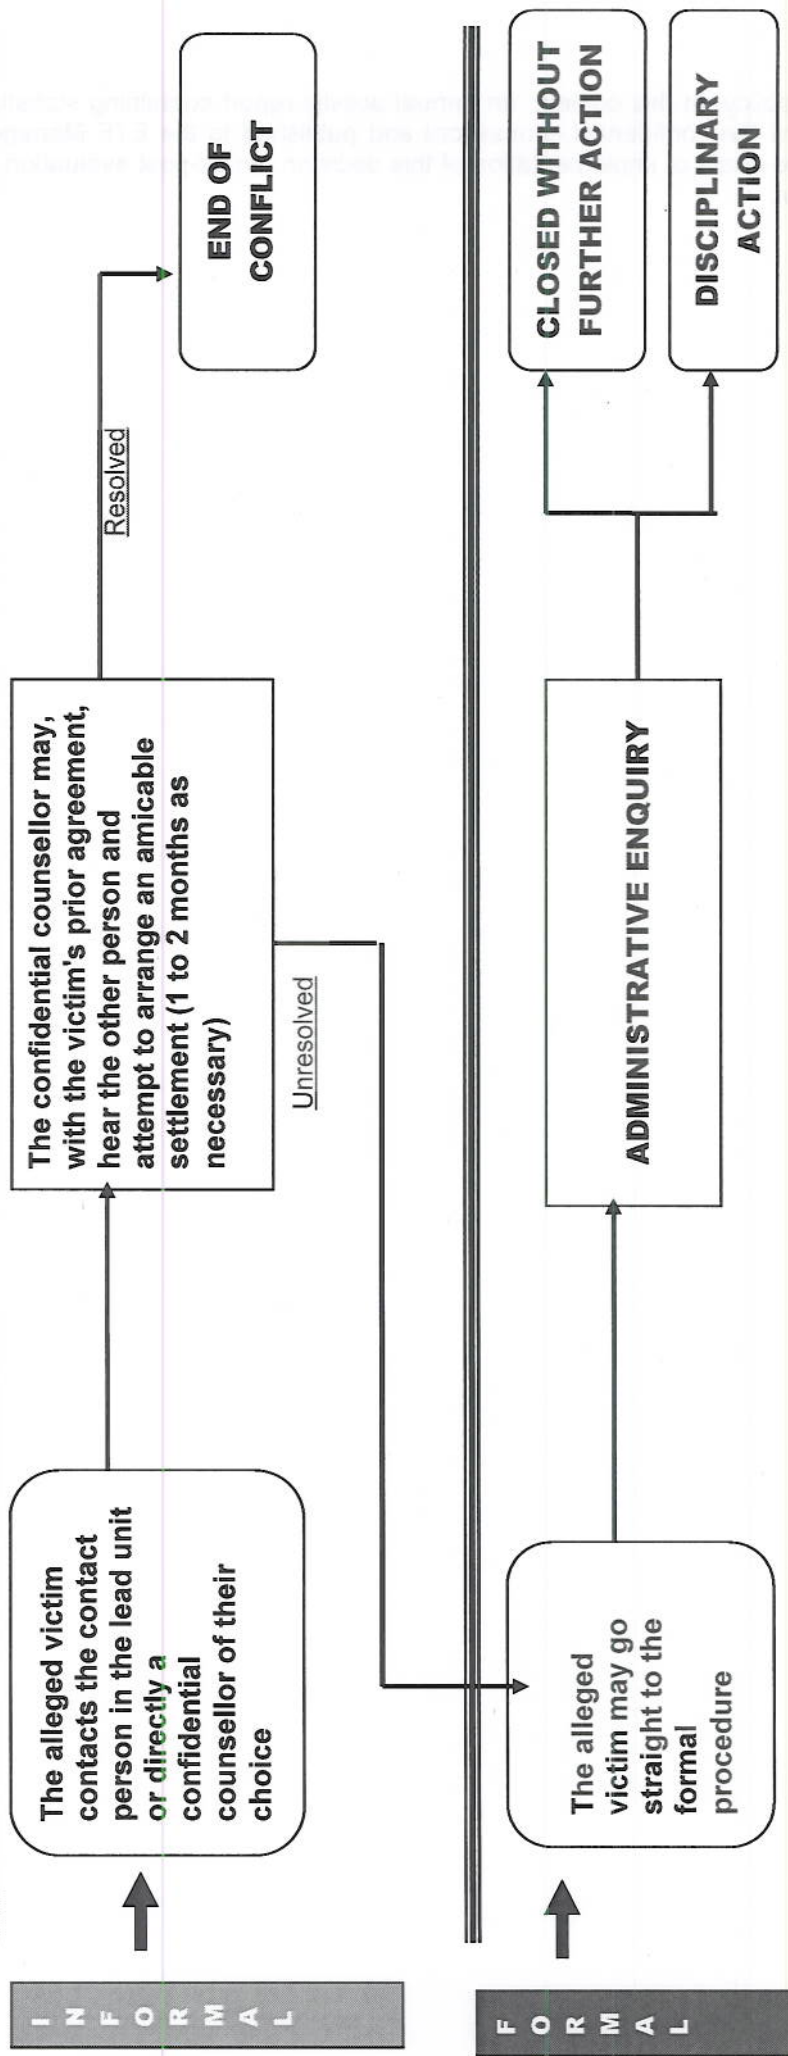 INFORMAL
The alleged victim
contacts the contact
person in the lead unit
or directly a
confidential
counsellor of their
choice
The confidential counsellor may,
with the victim's prior agreement,
hear the other person and
attempt to arrange an amicable
settlement (1 to 2 months as
necessary)
Resolved
END OF
CONFLICT
Unresolved
FORMAL
The alleged
victim may go
straight to the
formal
procedure
ADMINISTRATIVE ENQUIRY
CLOSED WITHOUT
FURTHER ACTION
DISCIPLINARY
ACTION